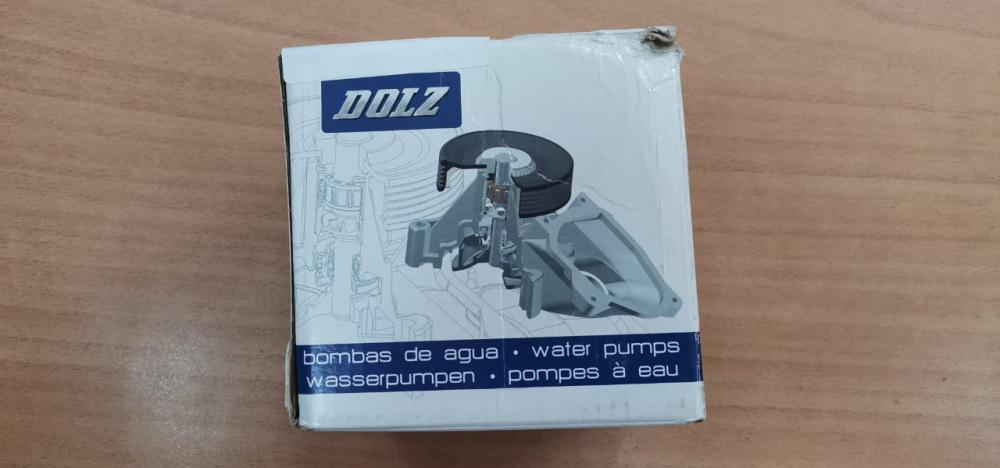 DOLZ
bombas de agua • water pumps
wasserpumpen • pompes à eau